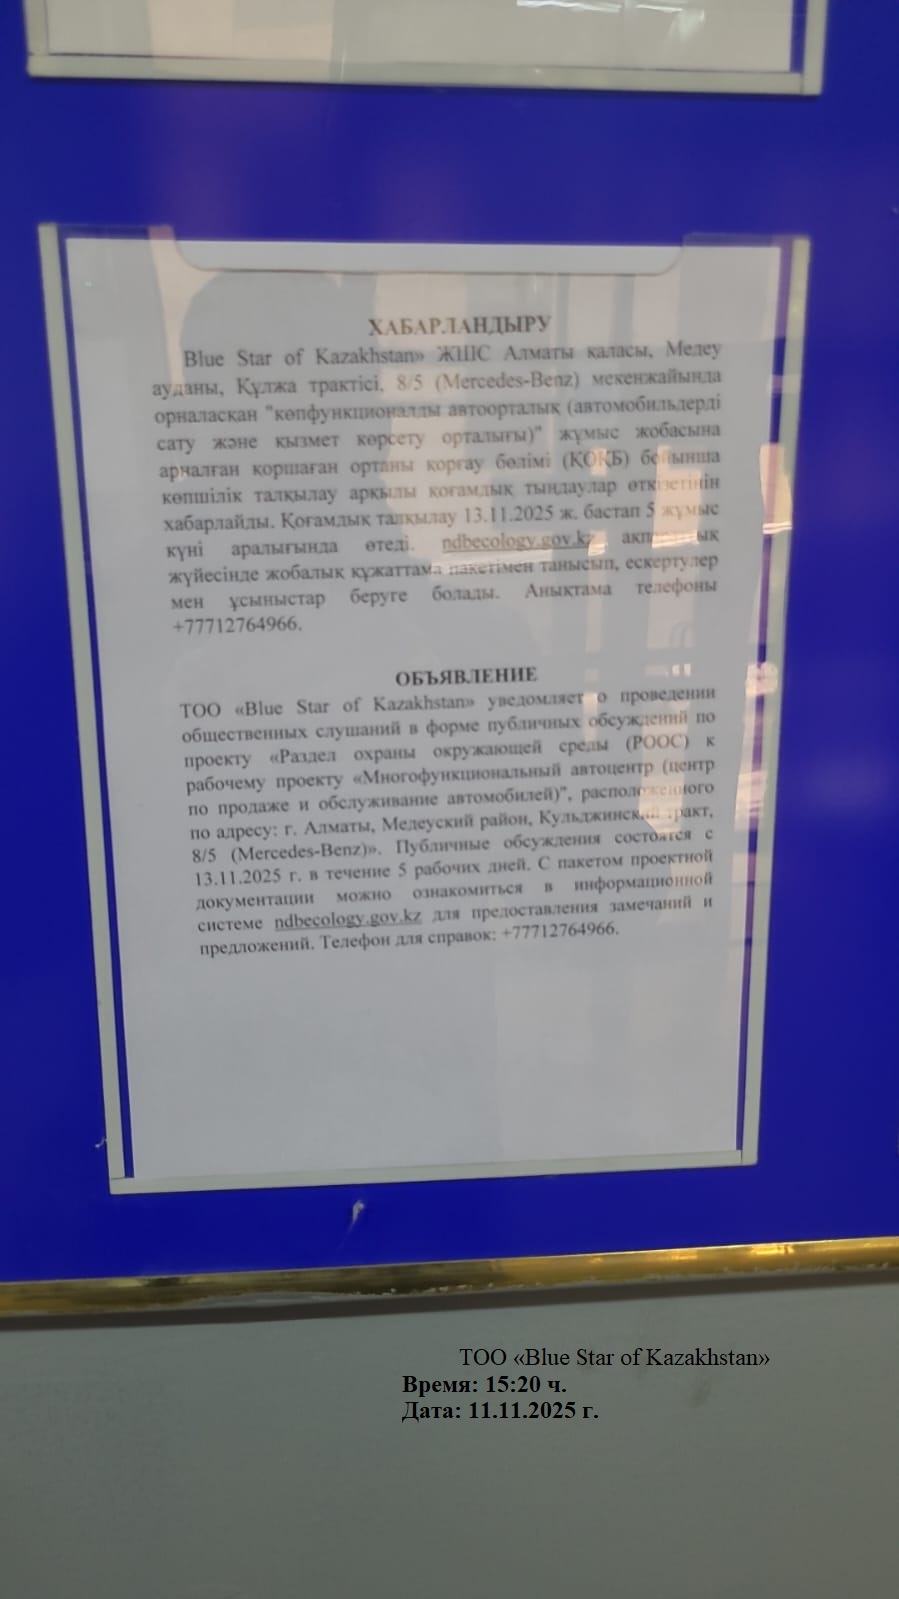 ХАБАРЛАНДЫРУ
Blue Star of Kazakhstan» ЖШС Алматы қаласы, Медеу
ауданы, Құлжа трактісі, 8/5 (Mercedes-Benz) мекенжайында
орналасқан "көпфункционалды автоорталық (автомобильдерді
сату және қызмет көрсету орталығы)" жұмыс жобасына
арналған қоршаған ортаны қорғау бөлімі (ҚОҚБ) бойынша
көпшілік талқылау арқылы қоғамдық тыңдаулар өткізетінін
хабарлайды. Қоғамдық талқылау 13.11.2025 ж. бастап 5 жұмыс
күні аралығында өтеді. ndbecology.gov.kz
жүйесінде жобалық құжаттама пакетімен танысып, ескертулер
мен ұсыныстар беруге болады. Анықтама телефоны
+77712764966.
ОБЪЯВЛЕНИЕ
ТОО «Blue Star of Kazakhstan» уведомляет о проведении
общественных слушаний в форме публичных обсуждений по
проекту «Раздел охраны окружающей среды (РООС) к
рабочему проекту «Многофункциональный автоцентр (центр
по продаже и обслуживание автомобилей)", расположенного
по адресу: г. Алматы, Медеуский район, Кульджинский тракт,
8/5 (Mercedes-Benz)». Публичные обсуждения состоятся с
13.11.2025 г. в течение 5 рабочих дней. С пакетом проектной
документации можно ознакомиться в информационной
системе ndbecology.gov.kz для предоставления замечаний и
предложений. Телефон для справок: +77712764966.
ТОО «Blue Star of Kazakhstan»
Время: 15:20 ч.
Дата: 11.11.2025 г.